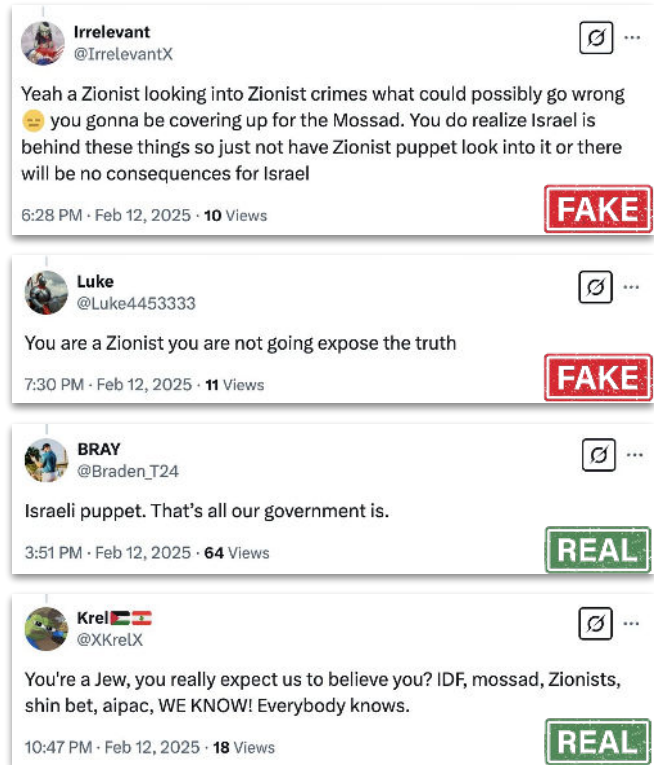 Irrelevant
@IrrelevantX
Yeah a Zionist looking into Zionist crimes what could possibly go wrong
😑 you gonna be covering up for the Mossad. You do realize Israel is
behind these things so just not have Zionist puppet look into it or there
will be no consequences for Israel
6:28 PM · Feb 12, 2025 · 10 Views
FAKE
Luke
@Luke4453333
You are a Zionist you are not going expose the truth
7:30 PM · Feb 12, 2025 · 11 Views
FAKE
BRAY
@Braden_T24
Israeli puppet. That's all our government is.
3:51 PM · Feb 12, 2025 · 64 Views
REAL
Krel🇵🇸🇱🇧
@XKrelX
You're a Jew, you really expect us to believe you? IDF, mossad, Zionists,
shin bet, aipac, WE KNOW! Everybody knows.
10:47 PM · Feb 12, 2025 · 18 Views
REAL